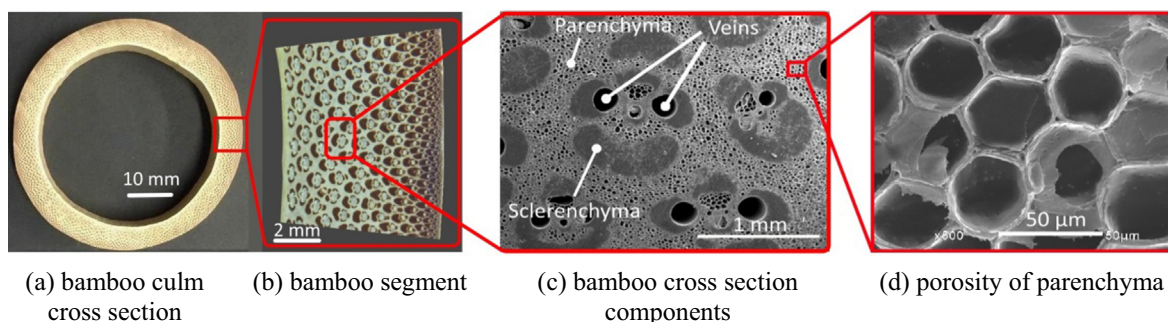 Parenchyma
Veins
10 mm
2 mm
Sclerenchyma
1 mm
50 µm
x800
50µm
(a) bamboo culm
cross section
(b) bamboo segment
(c) bamboo cross section
components
(d) porosity of parenchyma